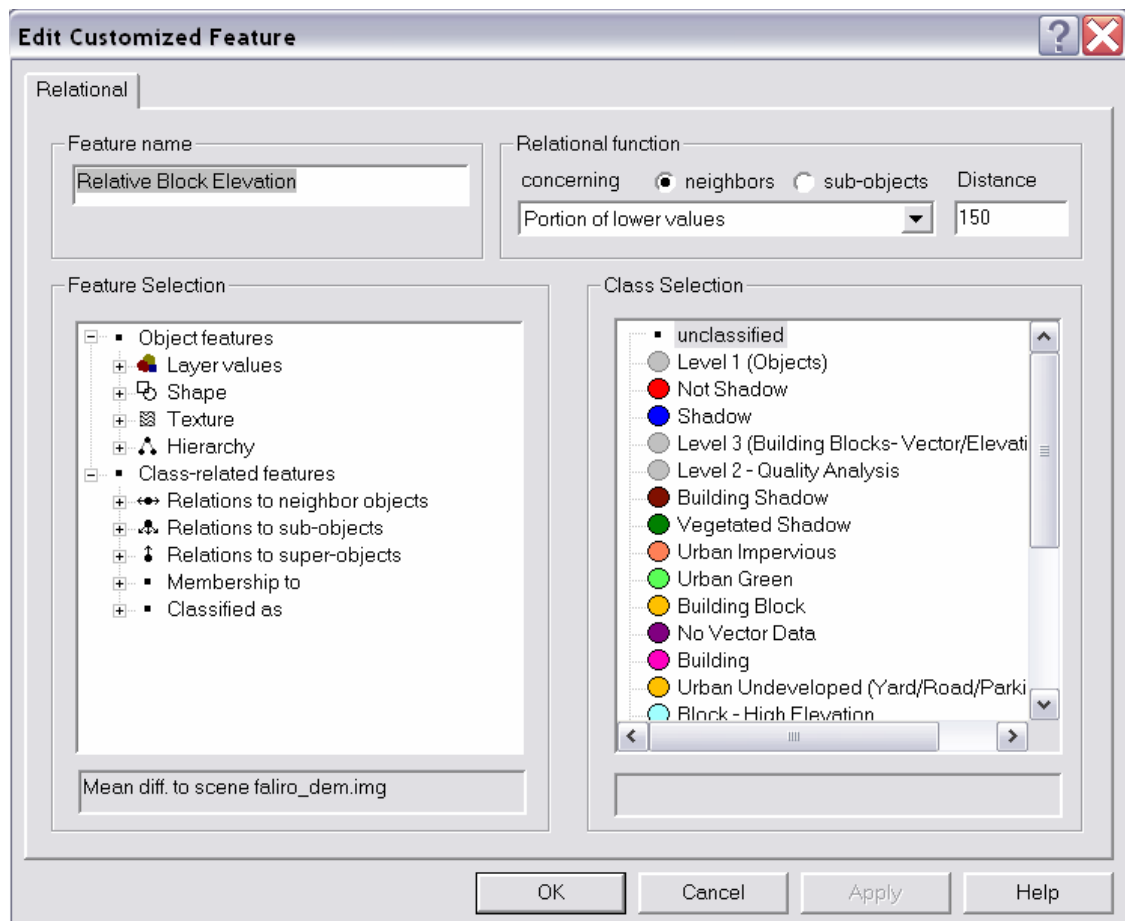 Edit Customized Feature
Relational
Feature name
Relative Block Elevation
Relational function
concerning neighbors sub-objects Distance
Portion of lower values 150
Feature Selection
Object features
Layer values
Shape
Texture
Hierarchy
Class-related features
Relations to neighbor objects
Relations to sub-objects
Relations to super-objects
Membership to
Classified as
Mean diff. to scene faliro_dem.img
Class Selection
unclassified
Level 1 (Objects)
Not Shadow
Shadow
Level 3 (Building Blocks- Vector/Elevati
Level 2 - Quality Analysis
Building Shadow
Vegetated Shadow
Urban Impervious
Urban Green
Building Block
No Vector Data
Building
Urban Undeveloped (Yard/Road/Parki
Block - High Elevation
OK Cancel Apply Help